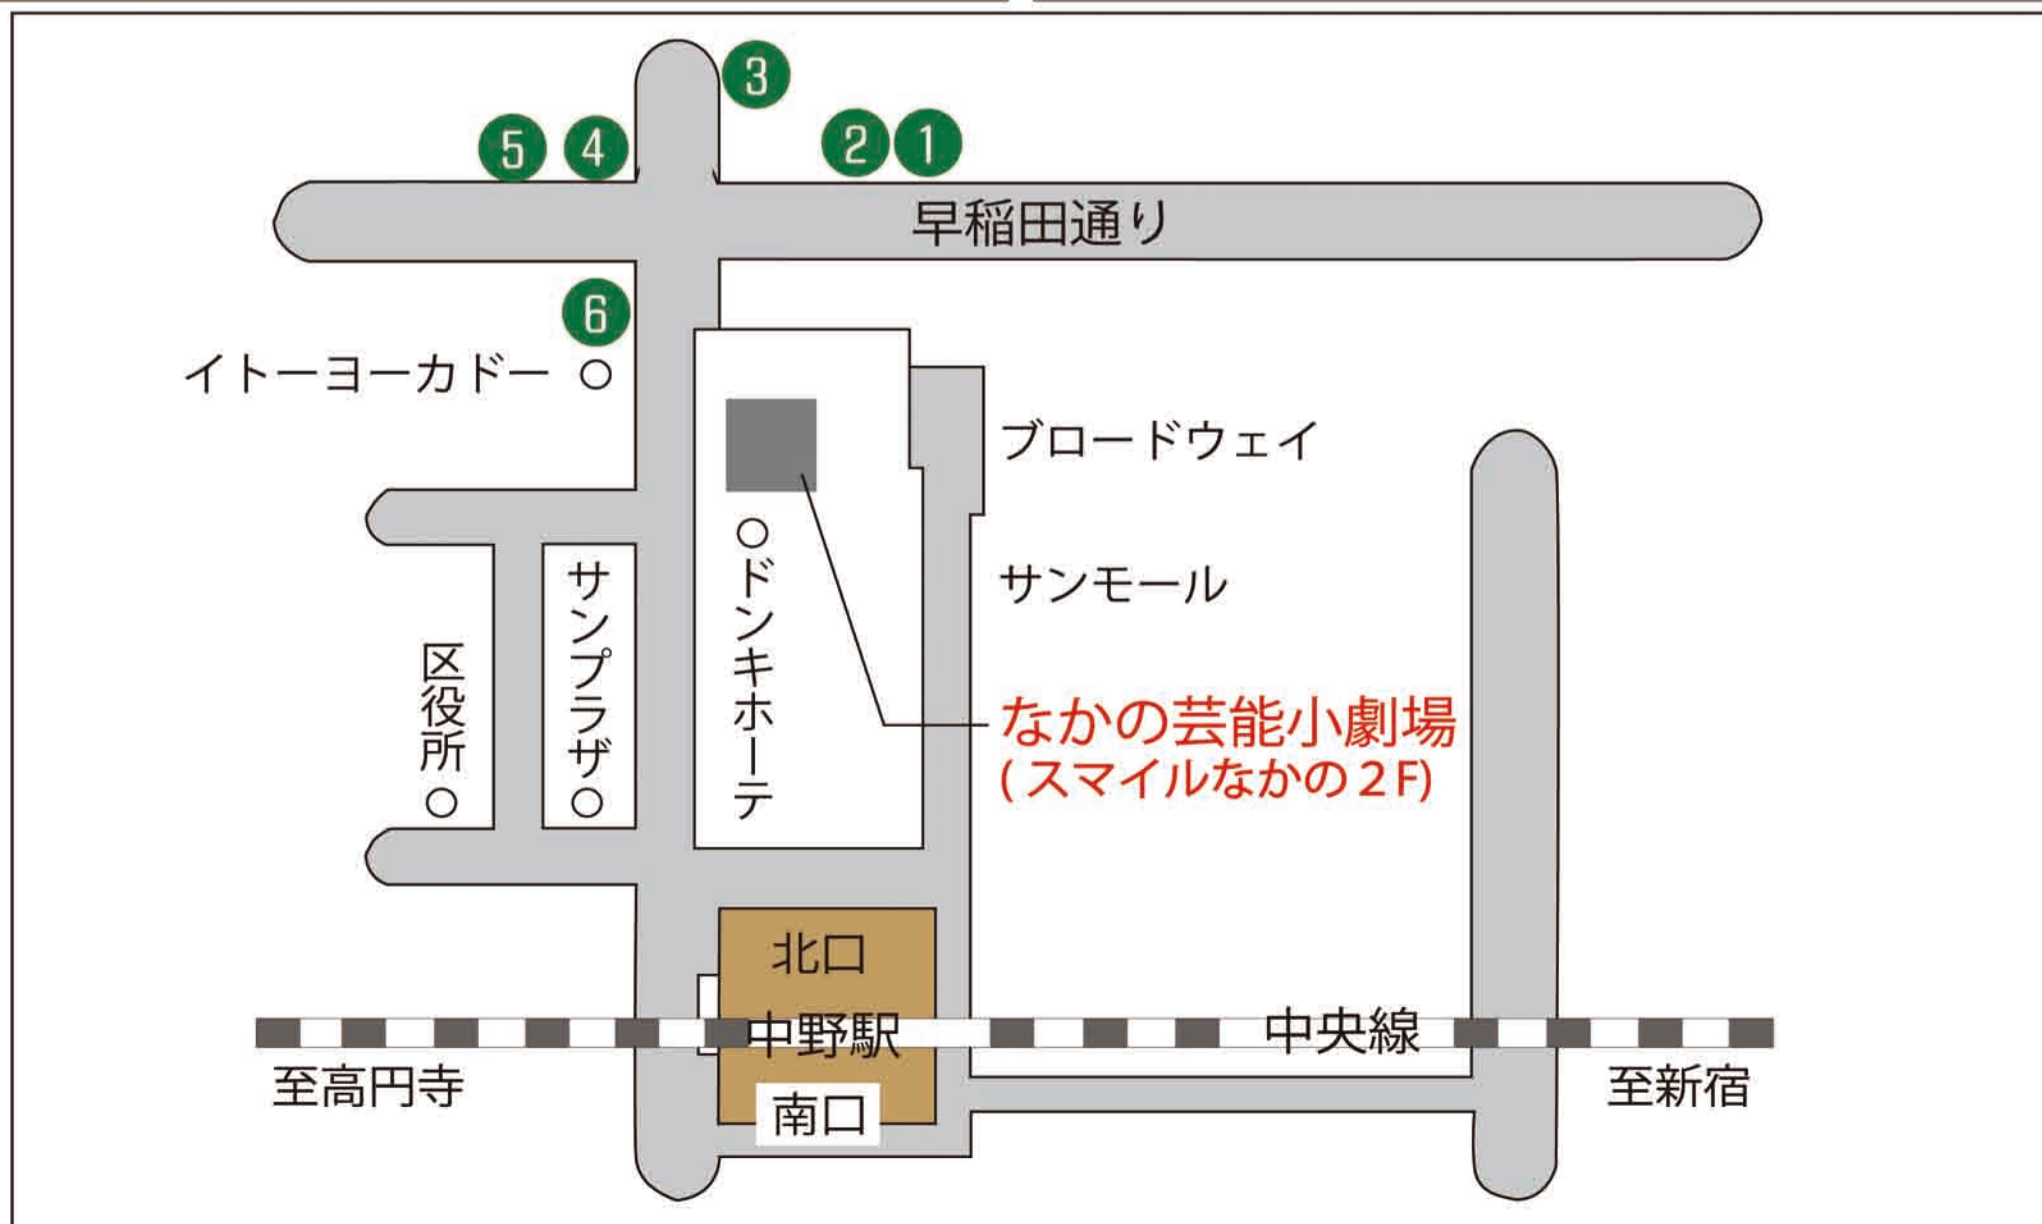 3
5
4
2
1
早稲田通り
6
イトーヨーカドー
ブロードウェイ
サンモール
ドンキホーテ
サンプラザ
区役所
なかの芸能小劇場
(スマイルなかの2F)
北口
中野駅
中央線
至高円寺
南口
至新宿